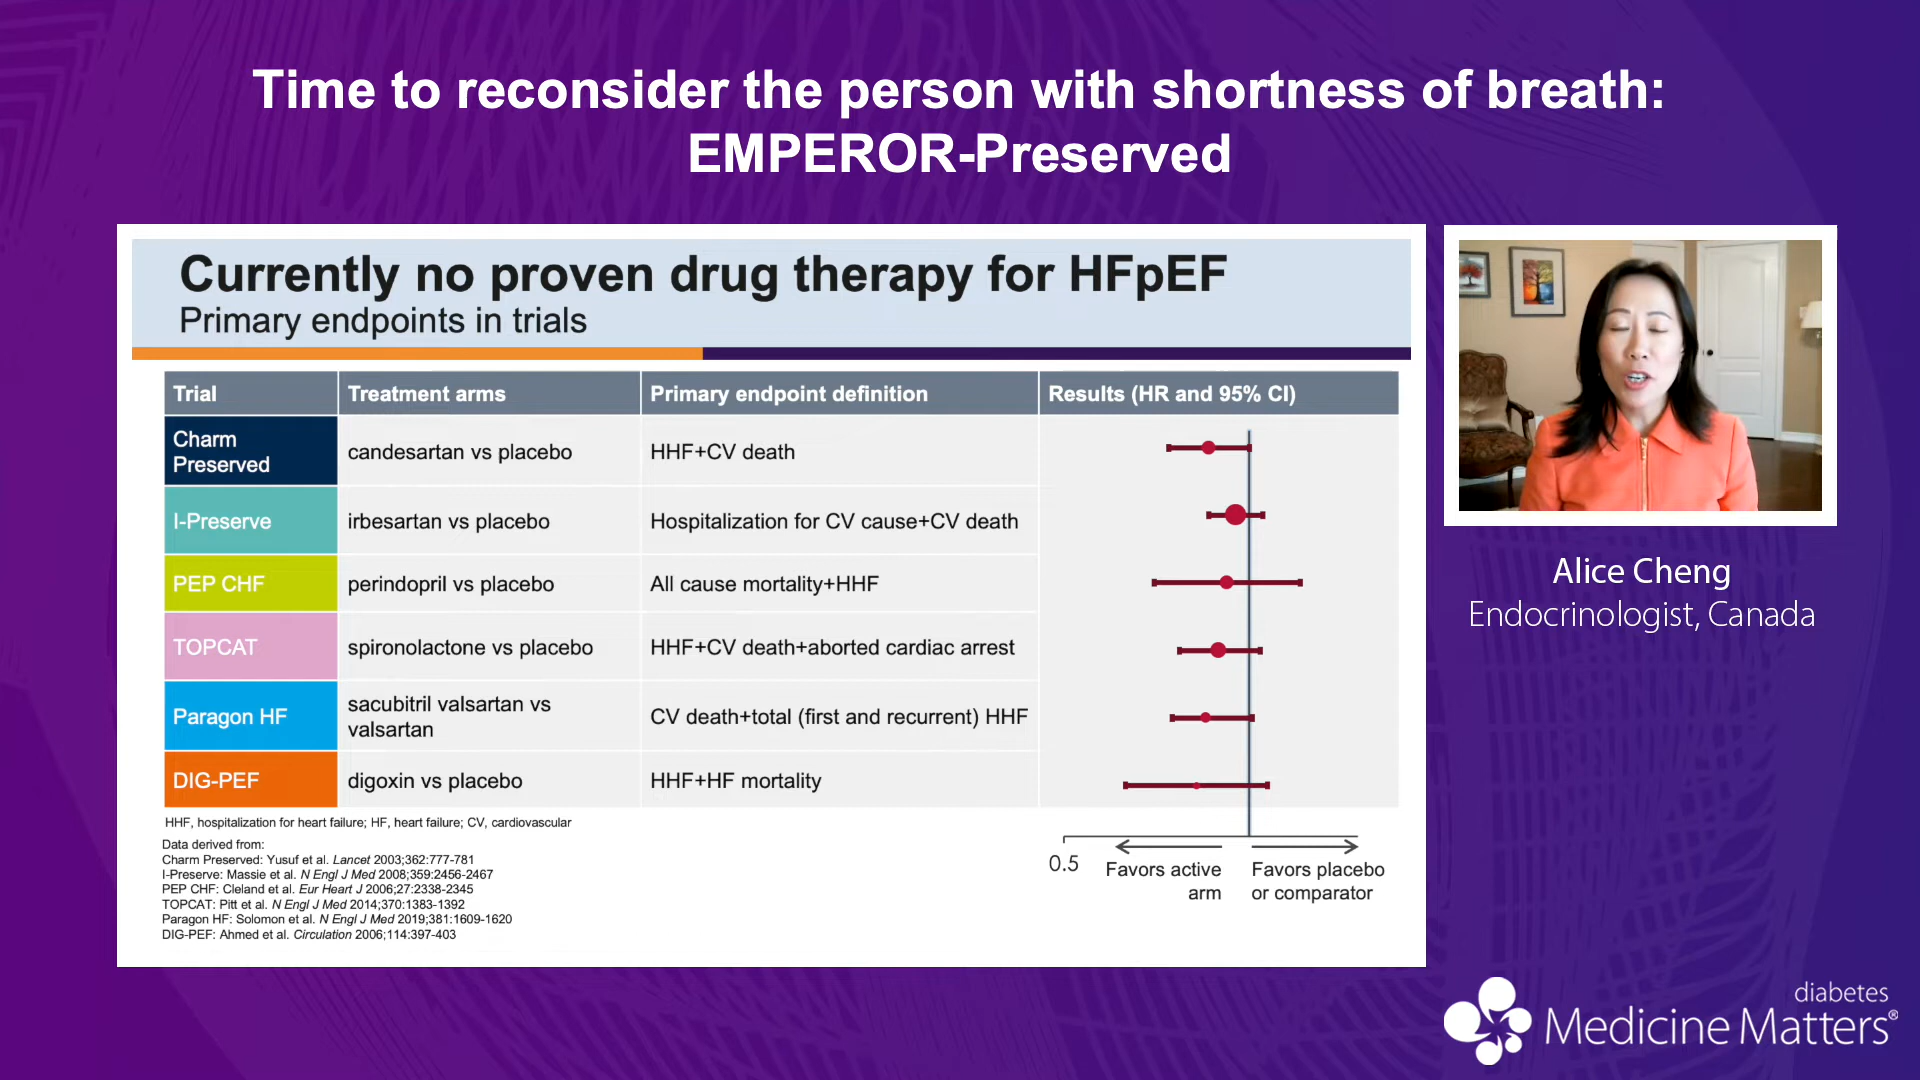 Time to reconsider the person with shortness of breath:
EMPEROR-Preserved
Currently no proven drug therapy for HFpEF
Primary endpoints in trials
Trial
Treatment arms
Primary endpoint definition
Results (HR and 95% CI)
Charm
Preserved
candesartan vs placebo
HHF+CV death
I-Preserve
irbesartan vs placebo
Hospitalization for CV cause+CV death
PEP CHF
perindopril vs placebo
All cause mortality+HHF
TOPCAT
spironolactone vs placebo
HHF+CV death+aborted cardiac arrest
Paragon HF
sacubitril valsartan vs
valsartan
CV death+total (first and recurrent) HHF
DIG-PEF
digoxin vs placebo
HHF+HF mortality
0.5
Favors active
arm
Favors placebo
or comparator
HHF, hospitalization for heart failure; HF, heart failure; CV, cardiovascular
Data derived from:
Charm Preserved: Yusuf et al. Lancet 2003;362:777-781
I-Preserve: Massie et al. N Engl J Med 2008;359:2456-2467
PEP CHF: Cleland et al. Eur Heart J 2006;27:2338-2345
TOPCAT: Pitt et al. N Engl J Med 2014;370:1383-1392
Paragon HF: Solomon et al. N Engl J Med 2019;381:1609-1620
DIG-PEF: Ahmed et al. Circulation 2006;114:397-403
Alice Cheng
Endocrinologist, Canada
diabetes
Medicine Matters®